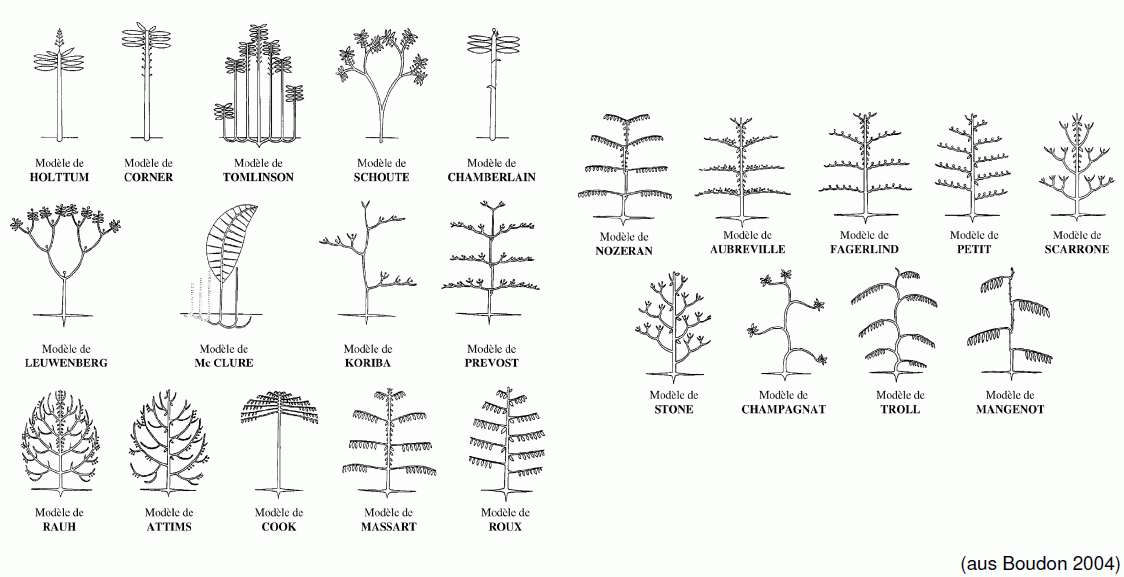 Modèle de
HOLTTUM
Modèle de
CORNER
Modèle de
TOMLINSON
Modèle de
SCHOUTE
Modèle de
CHAMBERLAIN
Modèle de
LEUWENBERG
Modèle de
Mc CLURE
Modèle de
KORIBA
Modèle de
PREVOST
Modèle de
RAUH
Modèle de
ATTIMS
Modèle de
COOK
Modèle de
MASSART
Modèle de
ROUX
Modèle de
NOZERAN
Modèle de
AUBREVILLE
Modèle de
FAGERLIND
Modèle de
PETIT
Modèle de
SCARRONE
Modèle de
STONE
Modèle de
CHAMPAGNAT
Modèle de
TROLL
Modèle de
MANGENOT
(aus Boudon 2004)